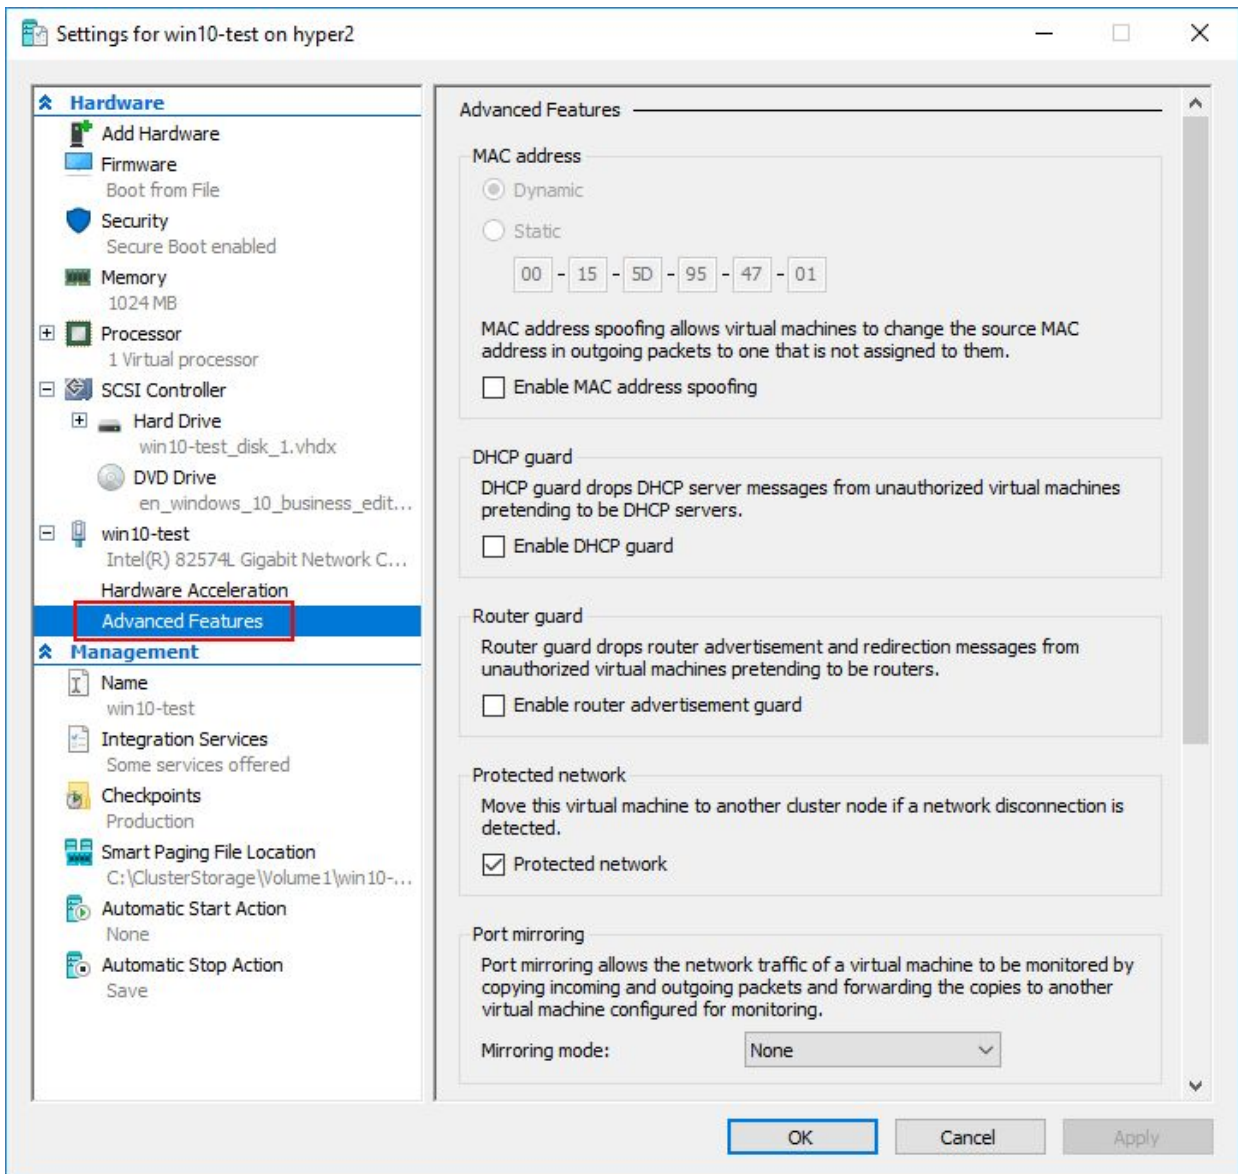 Settings for win10-test on hyper2
Hardware
Add Hardware
Firmware
Boot from File
Security
Secure Boot enabled
Memory
1024 MB
Processor
1 Virtual processor
SCSI Controller
Hard Drive
win10-test_disk_1.vhdx
DVD Drive
en_windows_10_business_edit...
win10-test
Intel(R) 82574L Gigabit Network C...
Hardware Acceleration
Advanced Features
Management
Name
win10-test
Integration Services
Some services offered
Checkpoints
Production
Smart Paging File Location
C:\ClusterStorage\Volume1\win10-...
Automatic Start Action
None
Automatic Stop Action
Save
Advanced Features
MAC address
Dynamic
Static
00 - 15 - 5D - 95 - 47 - 01
MAC address spoofing allows virtual machines to change the source MAC
address in outgoing packets to one that is not assigned to them.
Enable MAC address spoofing
DHCP guard
DHCP guard drops DHCP server messages from unauthorized virtual machines
pretending to be DHCP servers.
Enable DHCP guard
Router guard
Router guard drops router advertisement and redirection messages from
unauthorized virtual machines pretending to be routers.
Enable router advertisement guard
Protected network
Move this virtual machine to another cluster node if a network disconnection is
detected.
Protected network
Port mirroring
Port mirroring allows the network traffic of a virtual machine to be monitored by
copying incoming and outgoing packets and forwarding the copies to another
virtual machine configured for monitoring.
Mirroring mode: None
OK Cancel Apply